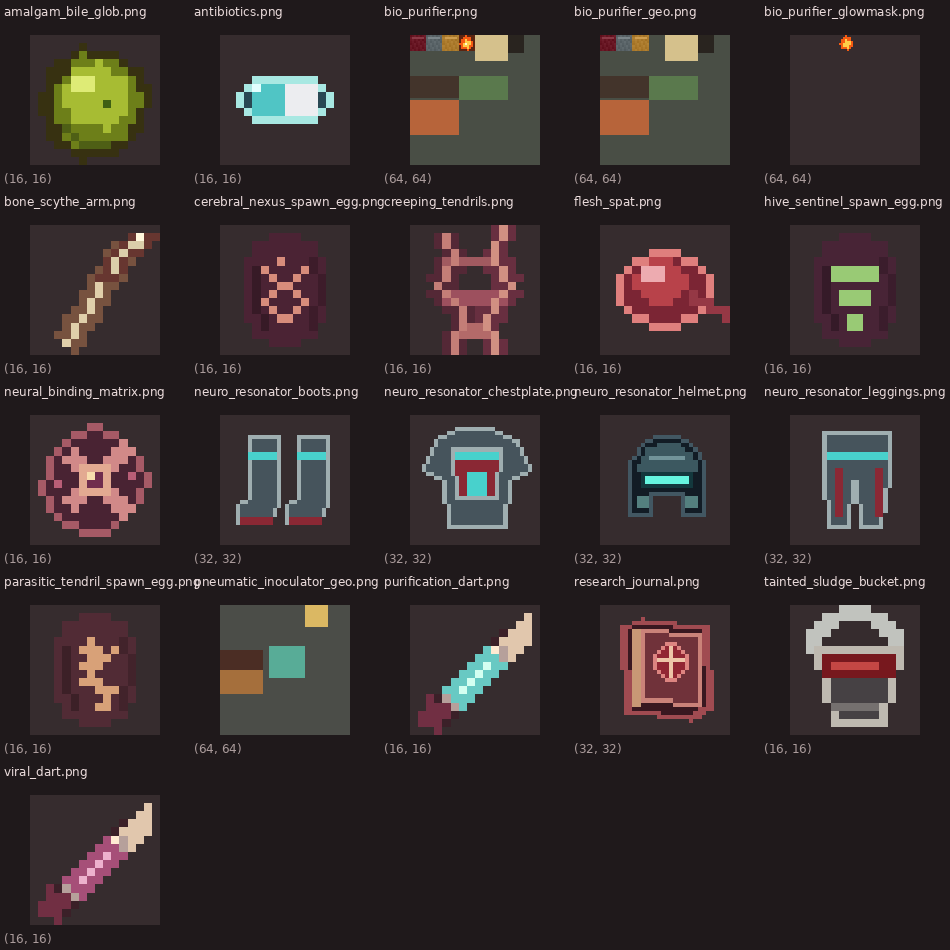 amalgam_bile_glob.png
antibiotics.png
bio_purifier.png
bio_purifier_geo.png
bio_purifier_glowmask.png
(16, 16)
(16, 16)
(64, 64)
(64, 64)
(64, 64)
bone_scythe_arm.png
cerebral_nexus_spawn_egg.png
creeping_tendrils.png
flesh_spat.png
hive_sentinel_spawn_egg.png
(16, 16)
(16, 16)
(16, 16)
(16, 16)
(16, 16)
neural_binding_matrix.png
neuro_resonator_boots.png
neuro_resonator_chestplate.png
neuro_resonator_helmet.png
neuro_resonator_leggings.png
(16, 16)
(32, 32)
(32, 32)
(32, 32)
(32, 32)
parasitic_tendril_spawn_egg.png
pneumatic_inoculator_geo.png
purification_dart.png
research_journal.png
tainted_sludge_bucket.png
(16, 16)
(64, 64)
(16, 16)
(32, 32)
(16, 16)
viral_dart.png
(16, 16)